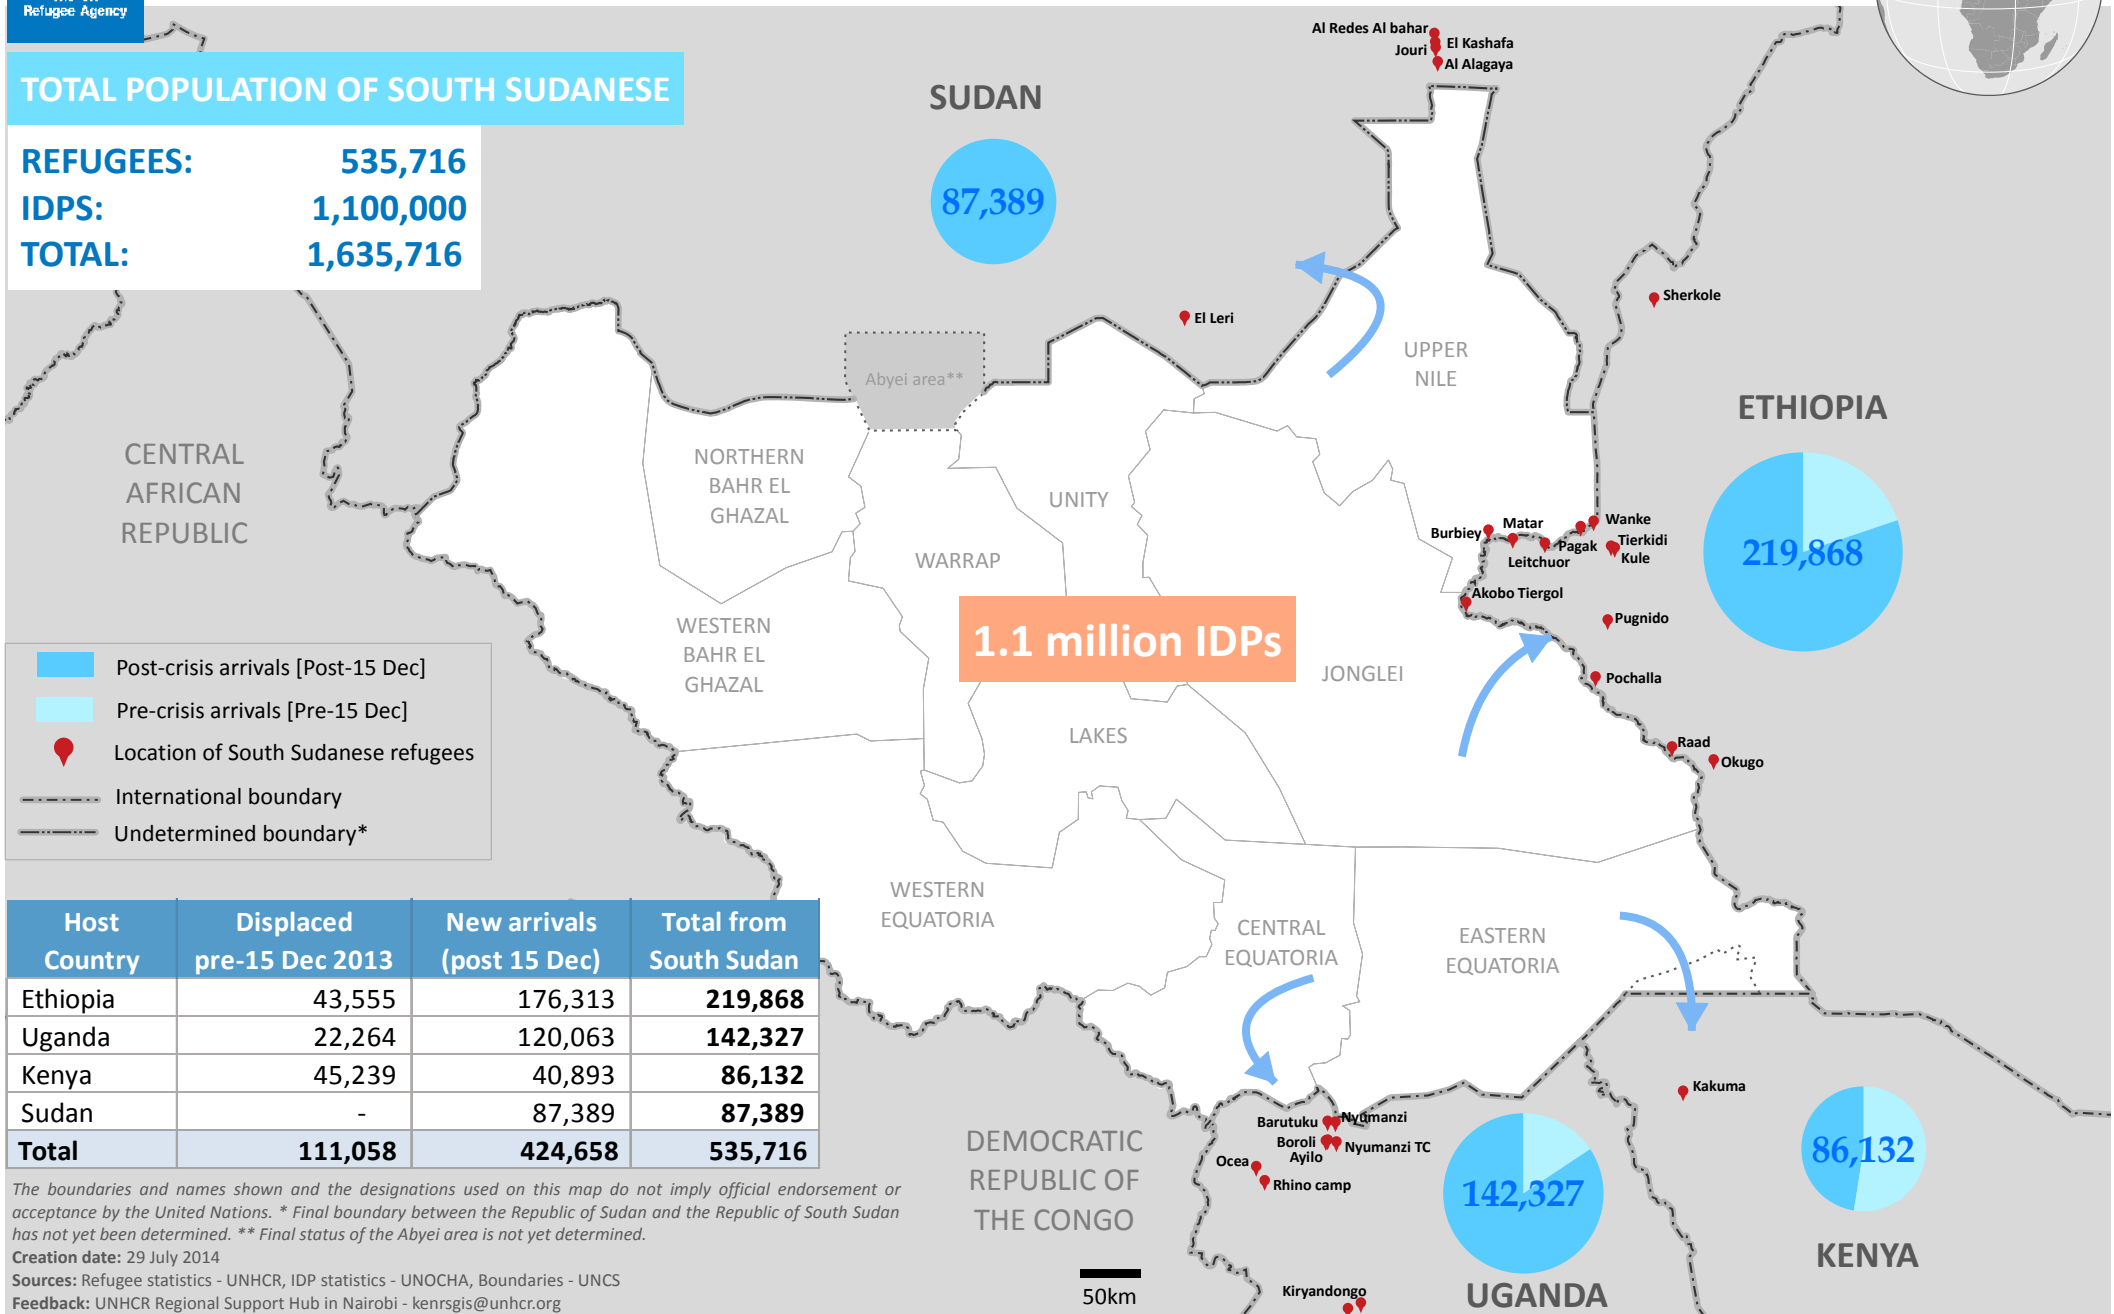 Refugee Agency
TOTAL POPULATION OF SOUTH SUDANESE
REFUGEES: 535,716
IDPS: 1,100,000
TOTAL: 1,635,716
SUDAN
87,389
Al Redes Al bahar
El Kashafa
Jouri
Al Alagaya
Sherkole
El Leri
UPPER
NILE
Abyei area**
ETHIOPIA
219,868
CENTRAL
AFRICAN
REPUBLIC
NORTHERN
BAHR EL
GHAZAL
UNITY
WARRAP
Burbiey
Matar
Wanke
Pagak
Tierkidi
Leitchuor
Kule
Akobo Tiergol
Pugnido
WESTERN
BAHR EL
GHAZAL
1.1 million IDPs
JONGLEI
Pochalla
LAKES
Raad
Okugo
Post-crisis arrivals [Post-15 Dec]
Pre-crisis arrivals [Pre-15 Dec]
Location of South Sudanese refugees
International boundary
Undetermined boundary*
WESTERN
EQUATORIA
CENTRAL
EQUATORIA
EASTERN
EQUATORIA
Host Country | Displaced pre-15 Dec 2013 | New arrivals (post 15 Dec) | Total from South Sudan
Ethiopia 43,555 176,313 219,868
Uganda 22,264 120,063 142,327
Kenya 45,239 40,893 86,132
Sudan - 87,389 87,389
Total 111,058 424,658 535,716
Kakuma
Barutuku
Nyumanzi
Boroli
Nyumanzi TC
Ayilo
Ocea
Rhino camp
DEMOCRATIC
REPUBLIC OF
THE CONGO
142,327
UGANDA
86,132
KENYA
Kiryandongo
50km
The boundaries and names shown and the designations used on this map do not imply official endorsement or
acceptance by the United Nations. * Final boundary between the Republic of Sudan and the Republic of South Sudan
has not yet been determined. ** Final status of the Abyei area is not yet determined.
Creation date: 29 July 2014
Sources: Refugee statistics - UNHCR, IDP statistics - UNOCHA, Boundaries - UNCS
Feedback: UNHCR Regional Support Hub in Nairobi - kenrsgis@unhcr.org